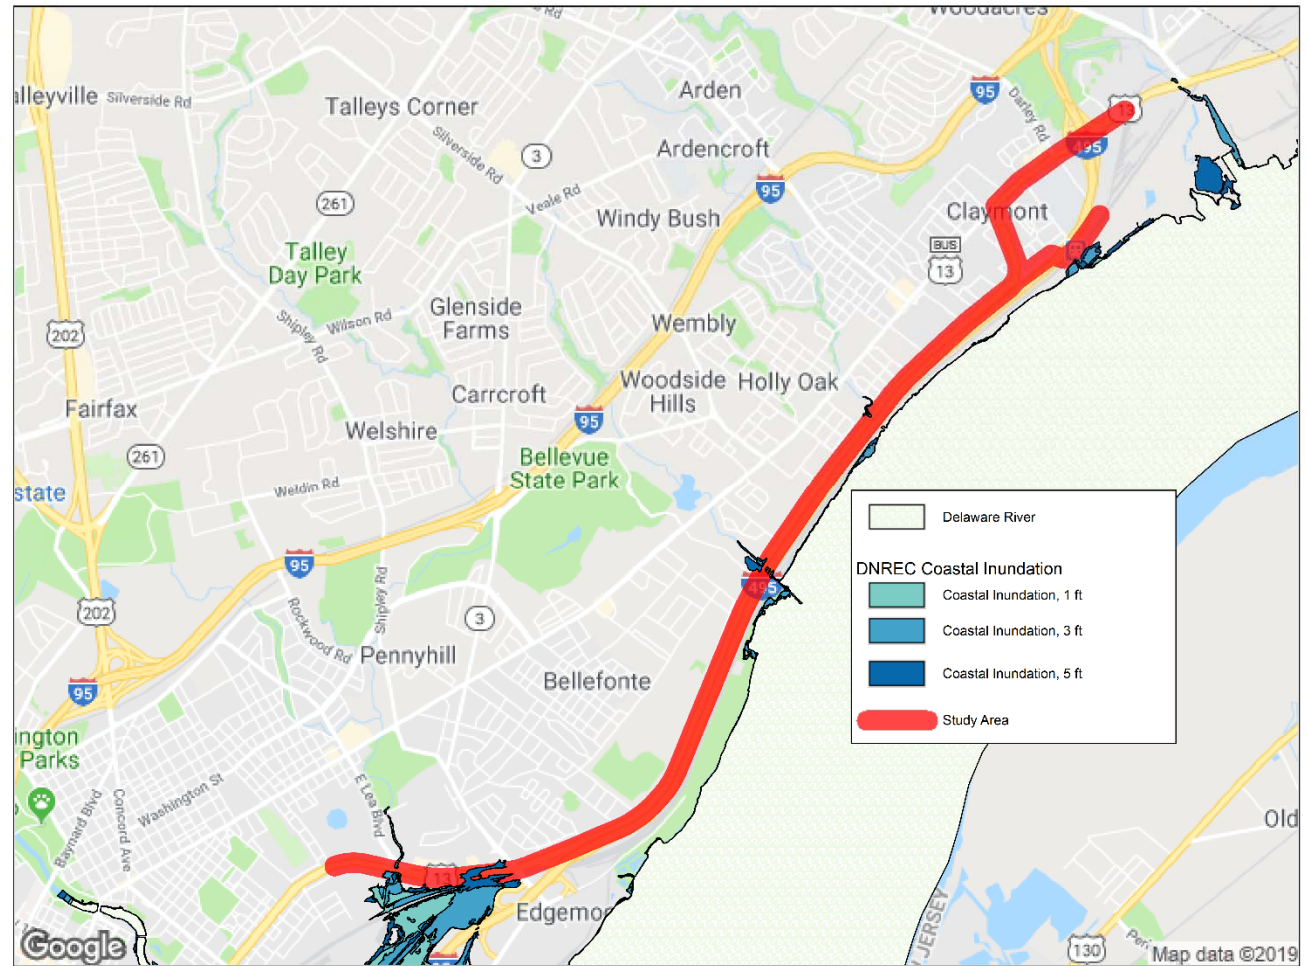 Woodacres
alleyville
Silverside Rd
Talleys Corner
Arden
95
Darley Rd
13
Silverside Rd
3
Ardencroft
495
95
Veale Rd
261
Windy Bush
Claymont
BUS
13
Talley
Day Park
Shipley Rd
Wilson Rd
Glenside
Farms
Wembly
202
Carrcroft
Woodside
Hills
Holly Oak
Fairfax
95
Welshire
261
Bellevue
State Park
state
Weldin Rd
Delaware River
DNREC Coastal Inundation
Coastal Inundation, 1 ft
Coastal Inundation, 3 ft
Coastal Inundation, 5 ft
Study Area
95
495
202
Rockwood Rd
Shipley Rd
3
Pennyhill
95
Bellefonte
ington
Parks
Baynard Blvd
Concord Ave
Washington St
E Lea Blvd
Old
13
Edgemoo
95
JERSEY
130
Peri
Google
Map data ©2019